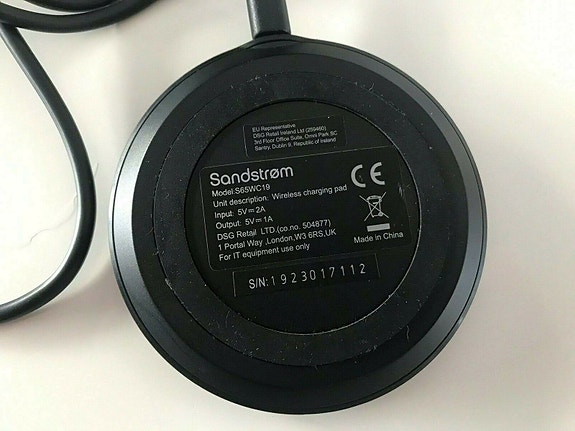 EU Representative
DSG Retail Ireland Ltd (259460)
3rd Floor Office Suite, Omni Park SC
Santry, Dublin 9, Republic of Ireland
Sandstrøm
Model:S65WC19
Unit description: Wireless charging pad
Input: 5V⎓2A
Output: 5V⎓1A
DSG Retail LTD.(co.no. 504877)
1 Portal Way ,London,W3 6RS,UK
For IT equipment use only
CE
Made in China
S/N:1923017112